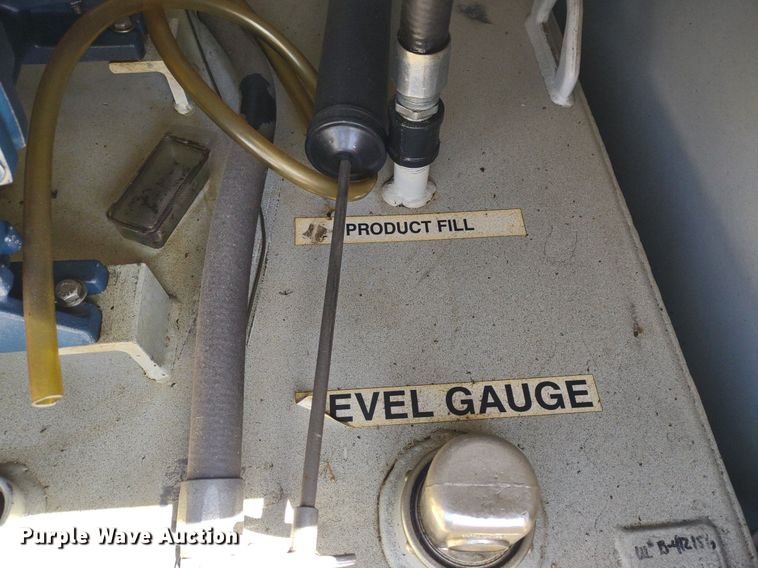 PRODUCT FILL
EVEL GAUGE
Purple Wave Auction